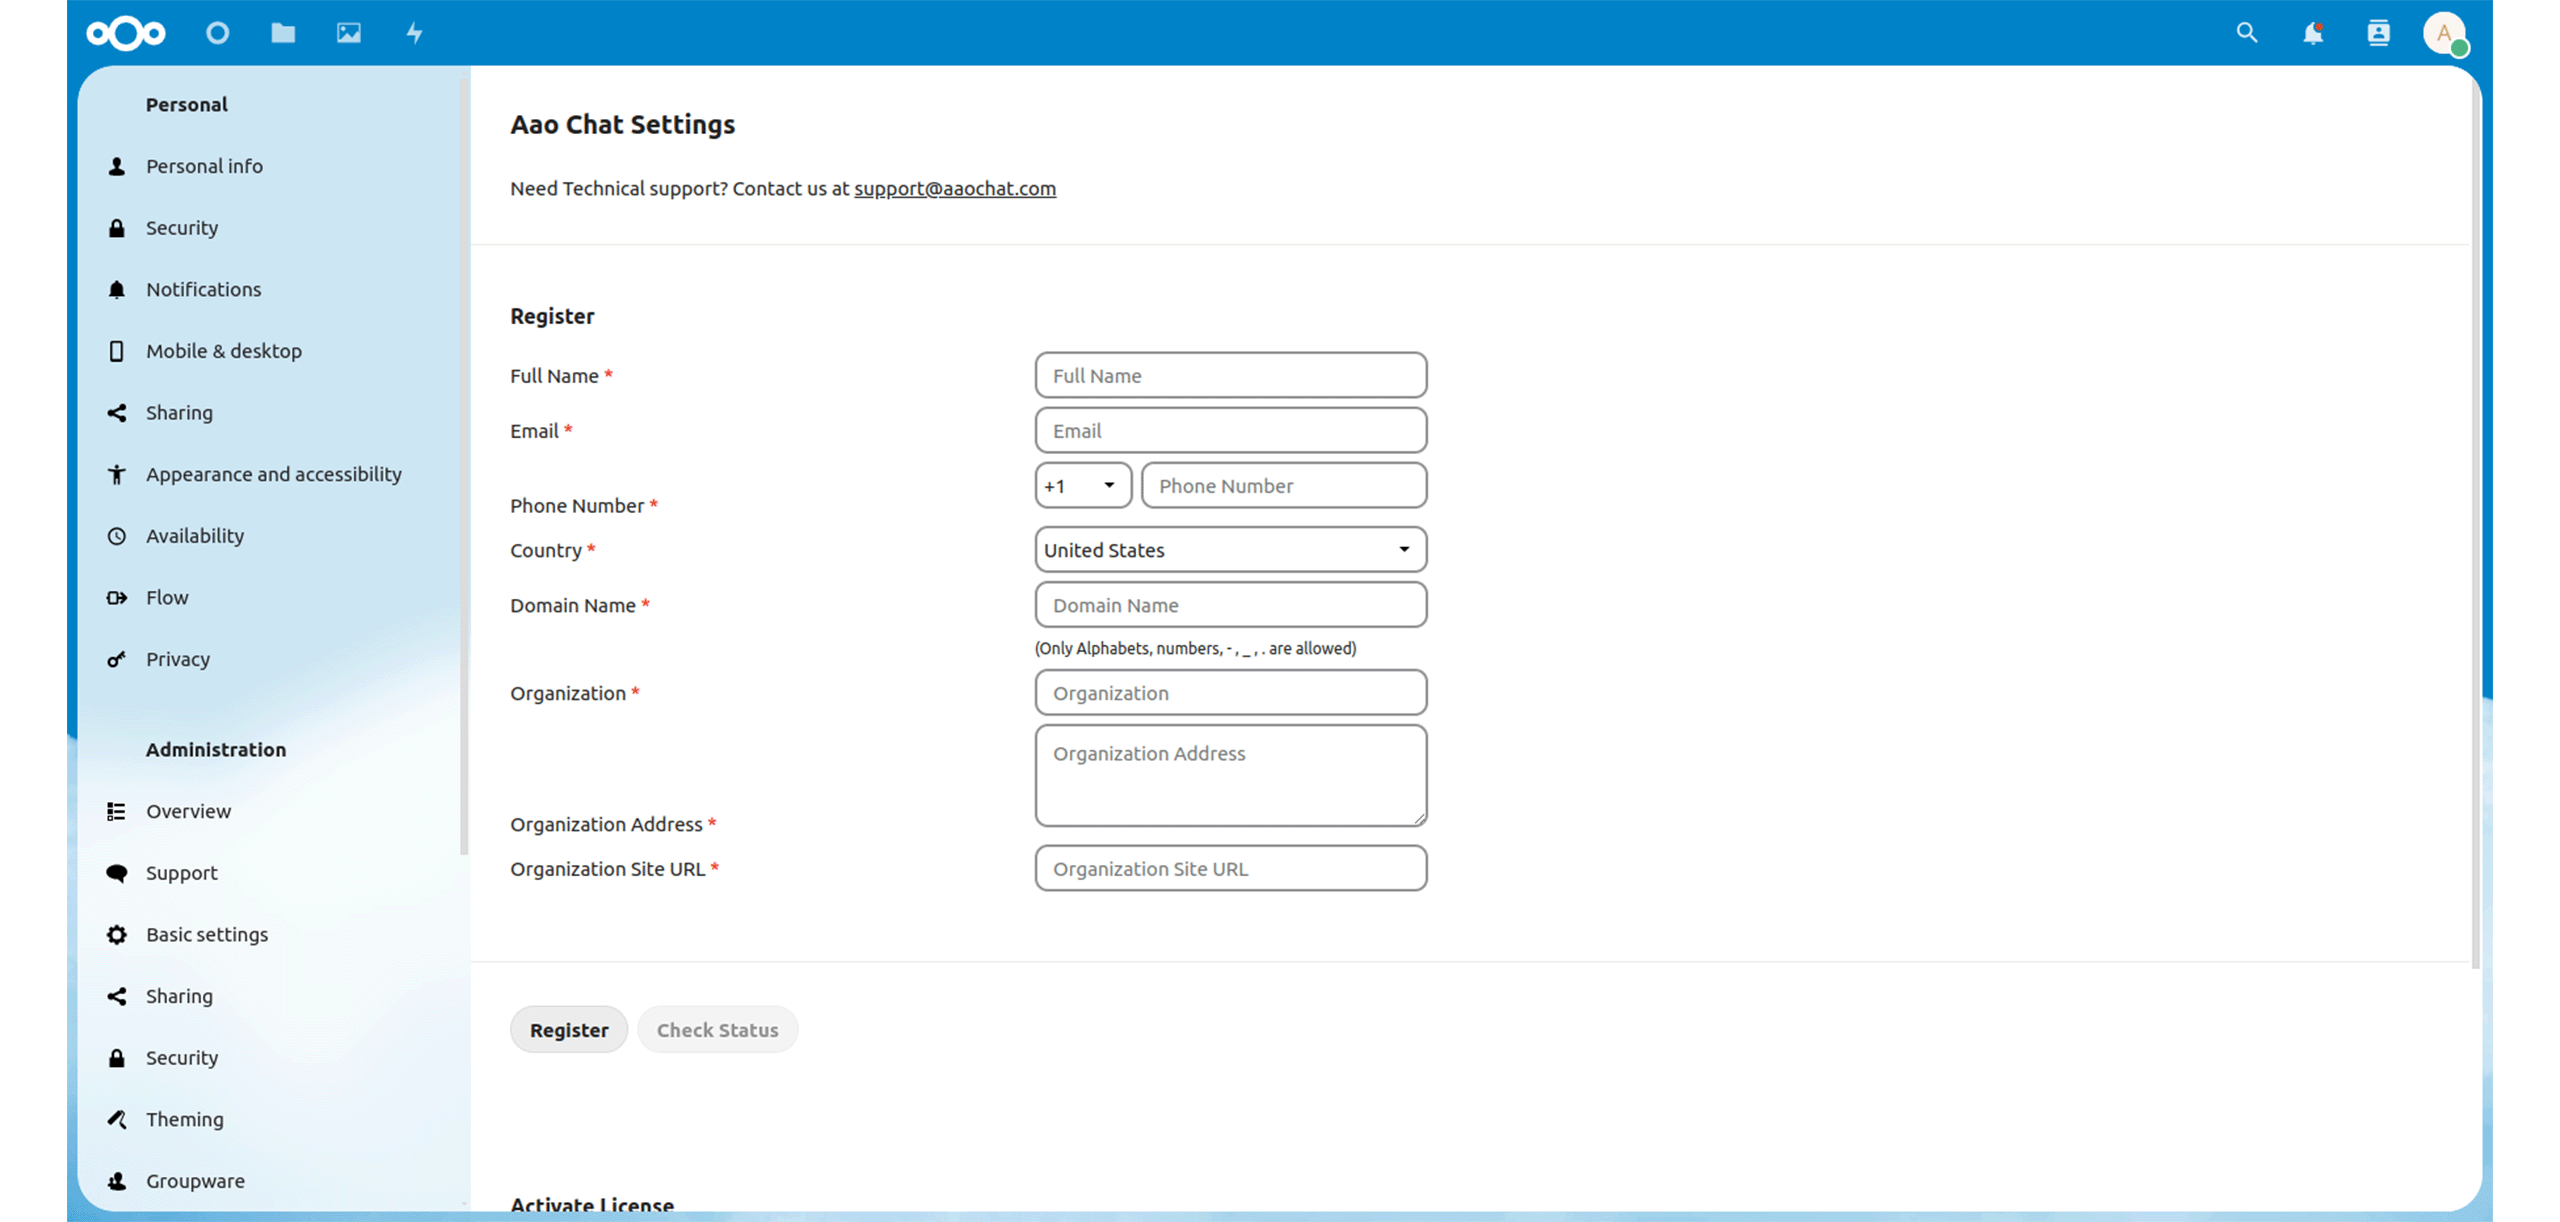 A
Personal
Personal info
Security
Notifications
Mobile & desktop
Sharing
Appearance and accessibility
Availability
Flow
Privacy
Administration
Overview
Support
Basic settings
Sharing
Security
Theming
Groupware
Aao Chat Settings
Need Technical support? Contact us at support@aaochat.com
Register
Full Name * Full Name
Email * Email
+1 Phone Number
Phone Number *
Country * United States
Domain Name * Domain Name
(Only Alphabets, numbers, - , _ , . are allowed)
Organization * Organization
Organization Address
Organization Address *
Organization Site URL * Organization Site URL
Register Check Status
Activate License